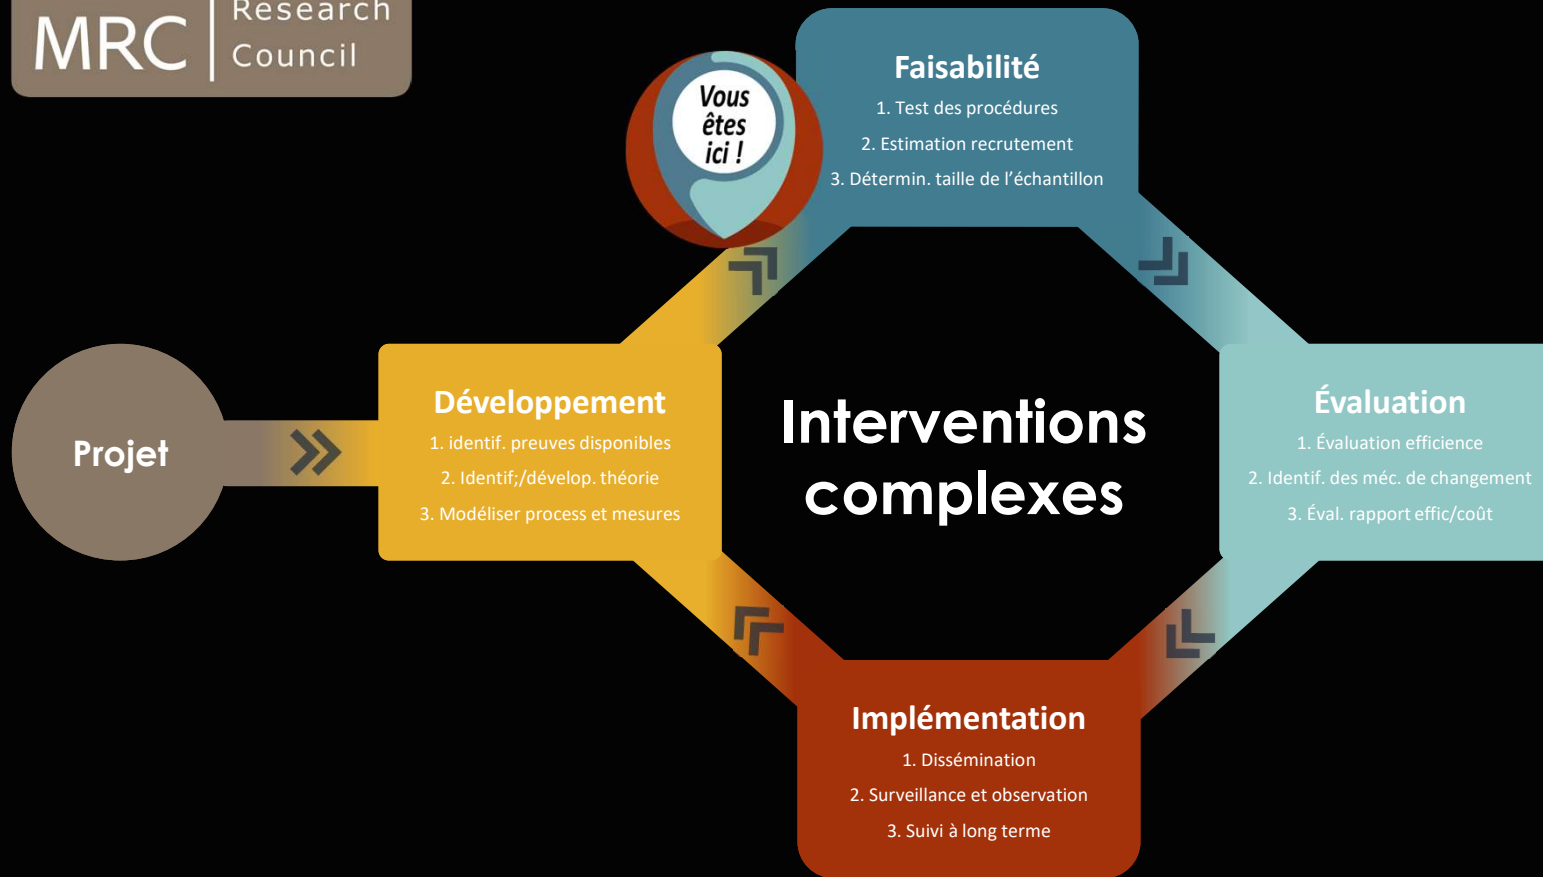 MRC
Research
Council
Vous
êtes
ici !
Faisabilité
1. Test des procédures
2. Estimation recrutement
3. Détermin. taille de l’échantillon
Projet
Développement
1. identif. preuves disponibles
2. Identif;/dévelop. théorie
3. Modéliser process et mesures
Interventions
complexes
Évaluation
1. Évaluation efficience
2. Identif. des méc. de changement
3. Éval. rapport effic/coût
Implémentation
1. Dissémination
2. Surveillance et observation
3. Suivi à long terme